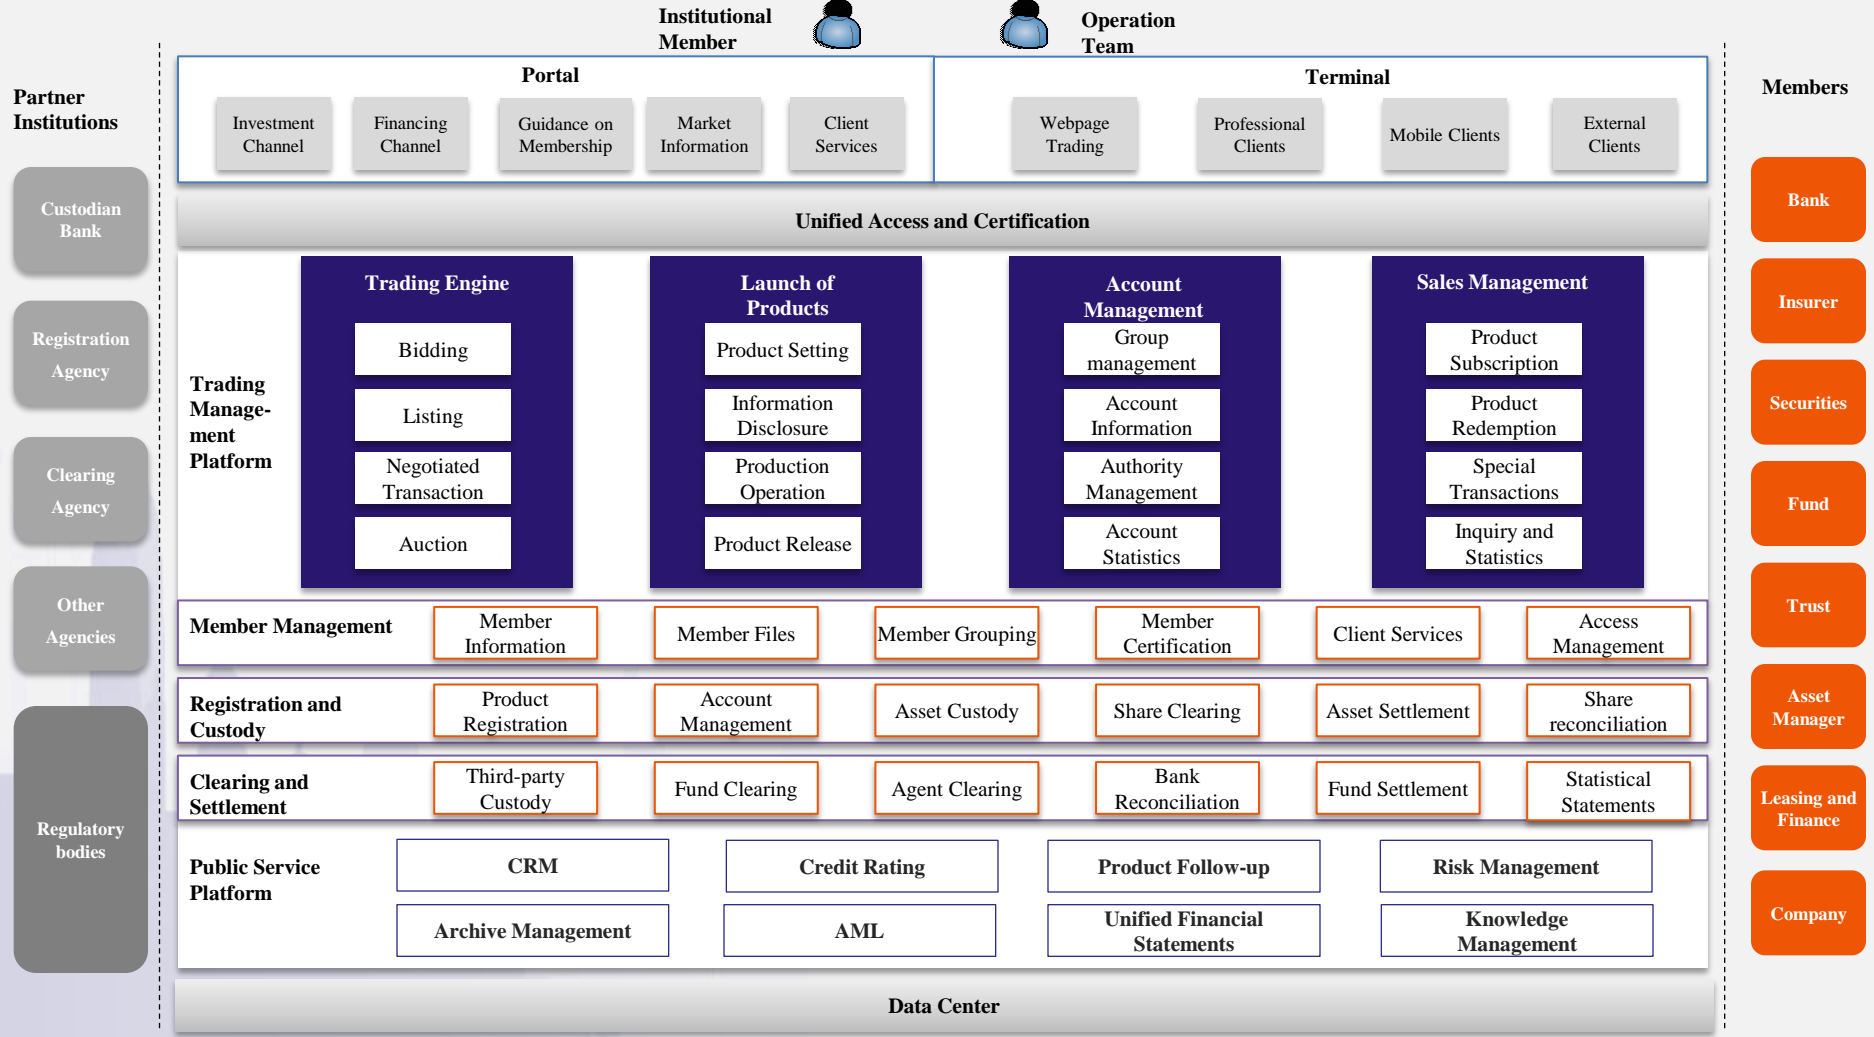 Institutional
Member
Operation
Team
Partner
Institutions
Custodian
Bank
Registration
Agency
Clearing
Agency
Other
Agencies
Regulatory
bodies
Portal
Investment
Channel
Financing
Channel
Guidance on
Membership
Market
Information
Client
Services
Terminal
Webpage
Trading
Professional
Clients
Mobile Clients
External
Clients
Unified Access and Certification
Trading
Manage-
ment
Platform
Trading Engine
Bidding
Listing
Negotiated
Transaction
Auction
Launch of
Products
Product Setting
Information
Disclosure
Production
Operation
Product Release
Account
Management
Group
management
Account
Information
Authority
Management
Account
Statistics
Sales Management
Product
Subscription
Product
Redemption
Special
Transactions
Inquiry and
Statistics
Member Management
Member
Information
Member Files
Member Grouping
Member
Certification
Client Services
Access
Management
Registration and
Custody
Product
Registration
Account
Management
Asset Custody
Share Clearing
Asset Settlement
Share
reconciliation
Clearing and
Settlement
Third-party
Custody
Fund Clearing
Agent Clearing
Bank
Reconciliation
Fund Settlement
Statistical
Statements
Public Service
Platform
CRM
Credit Rating
Product Follow-up
Risk Management
Archive Management
AML
Unified Financial
Statements
Knowledge
Management
Data Center
Members
Bank
Insurer
Securities
Fund
Trust
Asset
Manager
Leasing and
Finance
Company